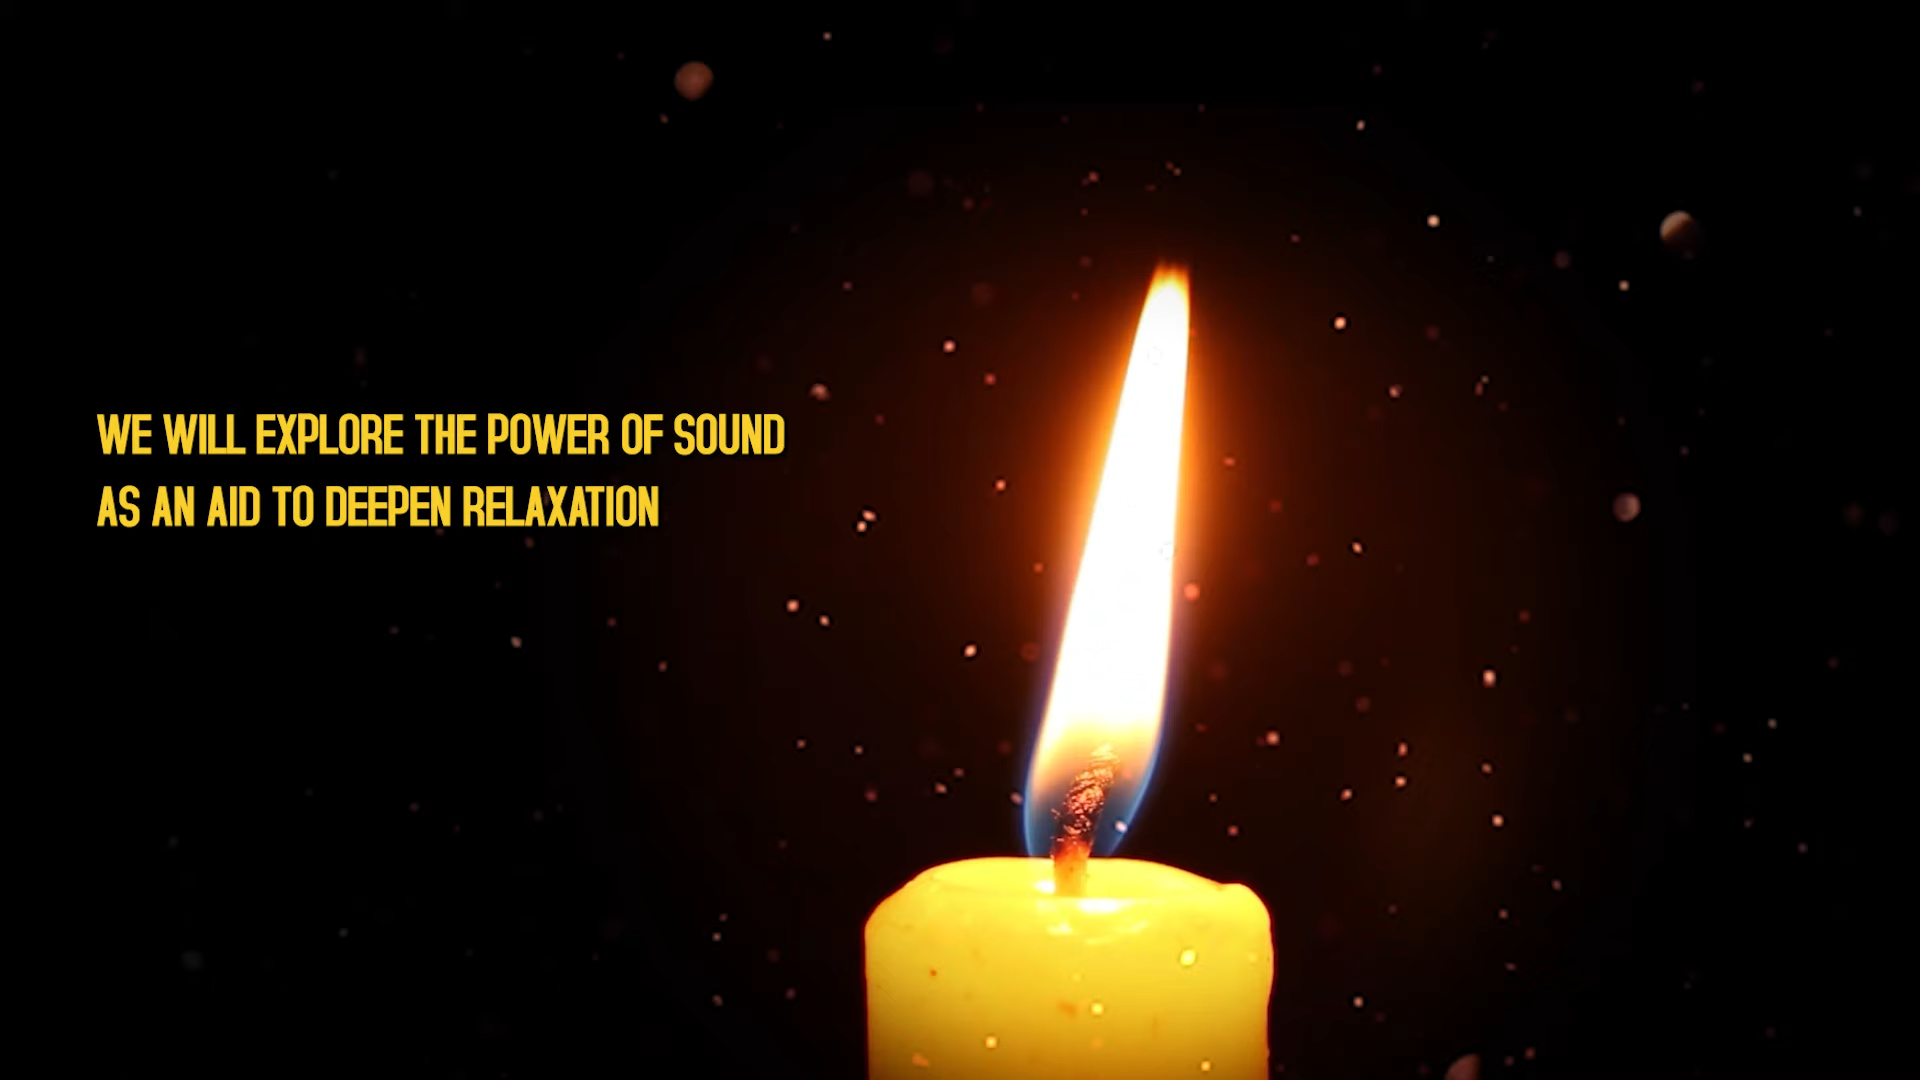 WE WILL EXPLORE THE POWER OF SOUND
AS AN AID TO DEEPEN RELAXATION